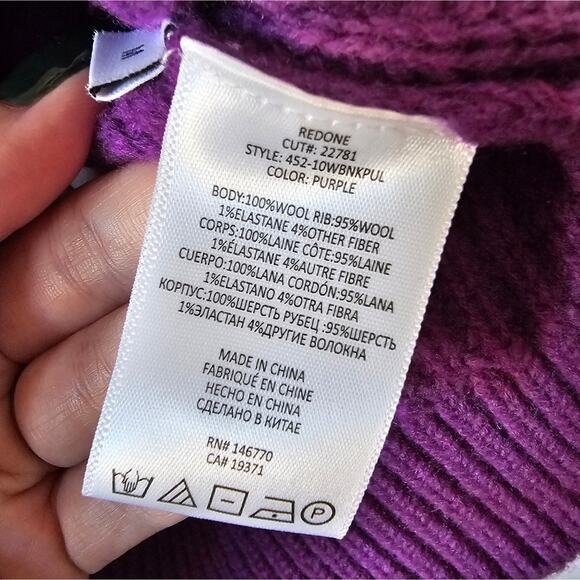 REDONE
CUT#: 22781
STYLE: 452-10WBNKPUL
COLOR: PURPLE
BODY:100%WOOL RIB:95%WOOL
1%ELASTANE 4%OTHER FIBER
CORPS:100%LAINE CÔTE:95%LAINE
1%ÉLASTANE 4%AUTRE FIBRE
CUERPO:100%LANA CORDÓN:95%LANA
1%ELASTANO 4%OTRA FIBRA
КОРПУС:100%ШЕРСТЬ РУБЕЦ :95%ШЕРСТЬ
1%ЭЛАСТАН 4%ДРУГИЕ ВОЛОКНА
MADE IN CHINA
FABRIQUÉ EN CHINE
HECHO EN CHINA
СДЕЛАНО В КИТАЕ
RN# 146770
CA# 19371
P